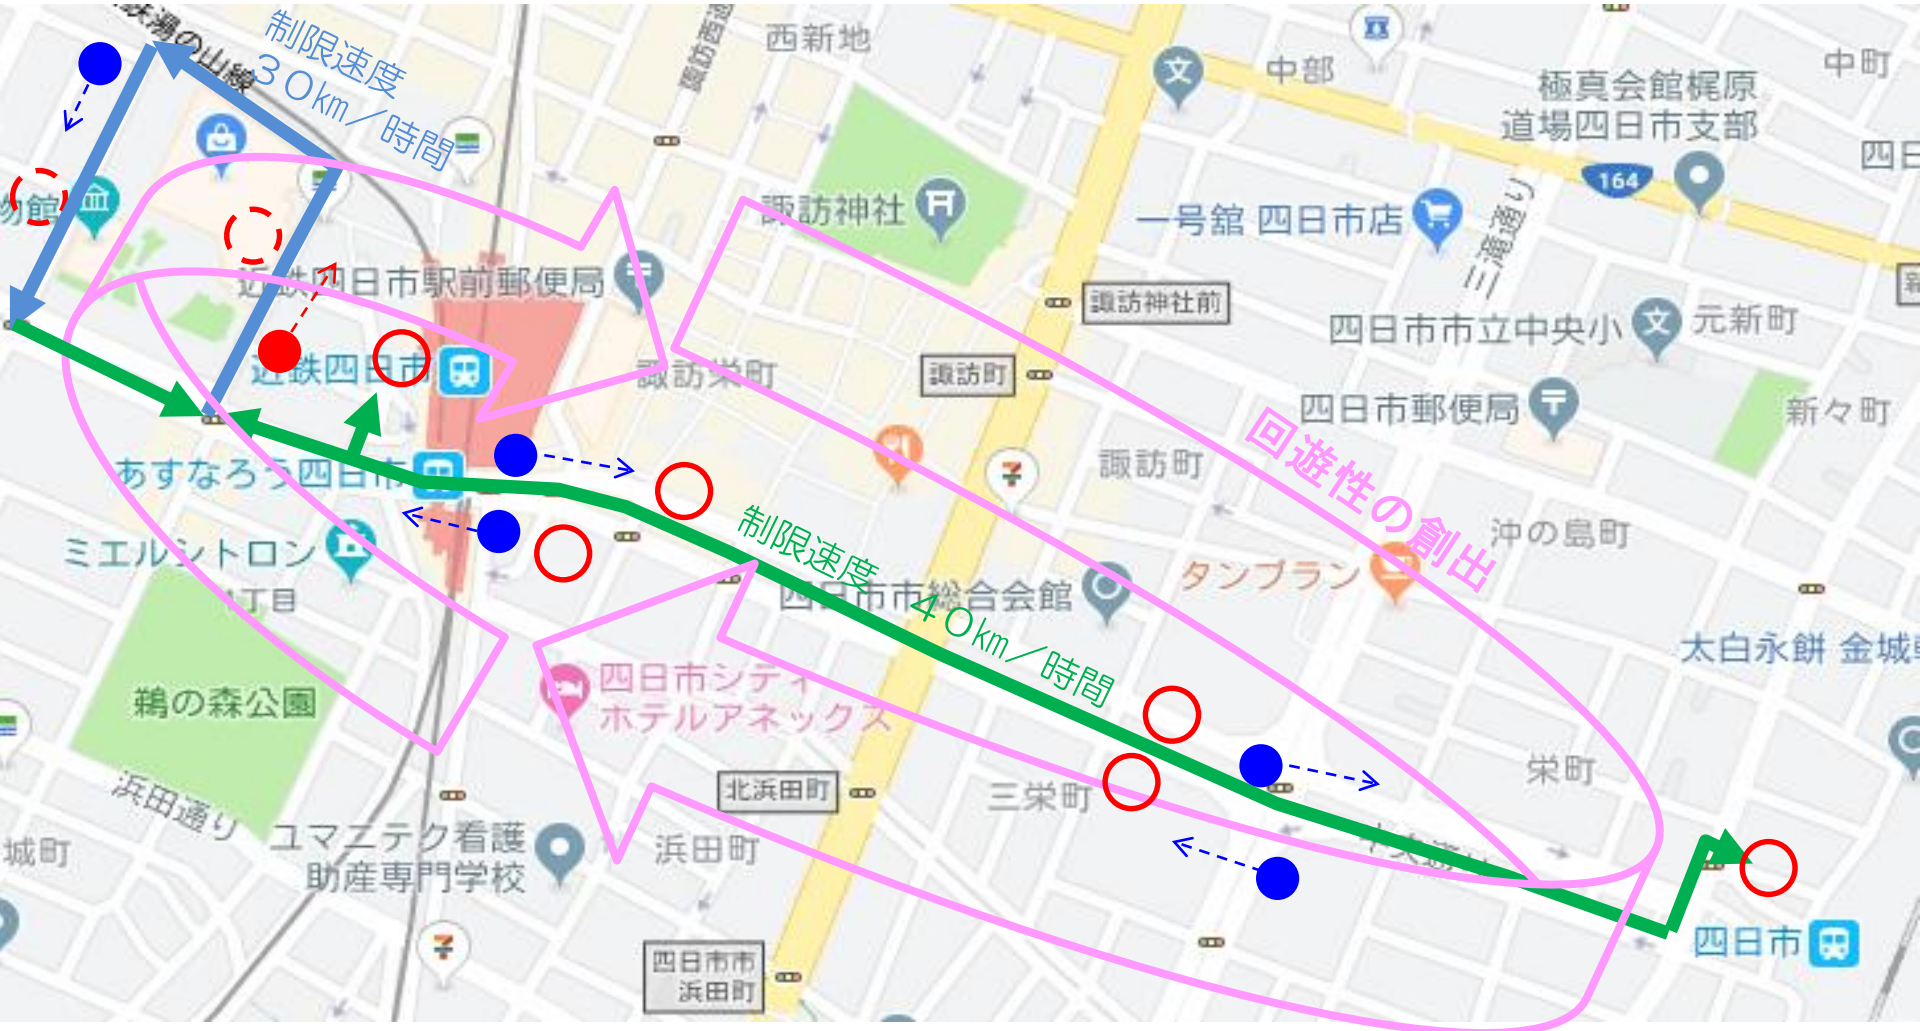 制限速度
30km/時間
西新地
中部
中町
極真会館梶原
道場四日市支部
164
諏訪神社
一号舘 四日市店
三滝通り
物館
近鉄四日市駅前郵便局
諏訪神社前
四日市市立中央小
元新町
近鉄四日市
諏訪栄町
諏訪町
四日市郵便局
新々町
回遊性の創出
あすなろう四日市
諏訪町
沖の島町
ミエルシトロン
制限速度
40km/時間
四日市市総合会館
タンブラン
1丁目
太白永餅 金城
鵜の森公園
四日市シティ
ホテルアネックス
浜田通り
北浜田町
三栄町
栄町
城町
ユマニテク看護
助産専門学校
浜田町
中央通り
四日市
四日市市
浜田町